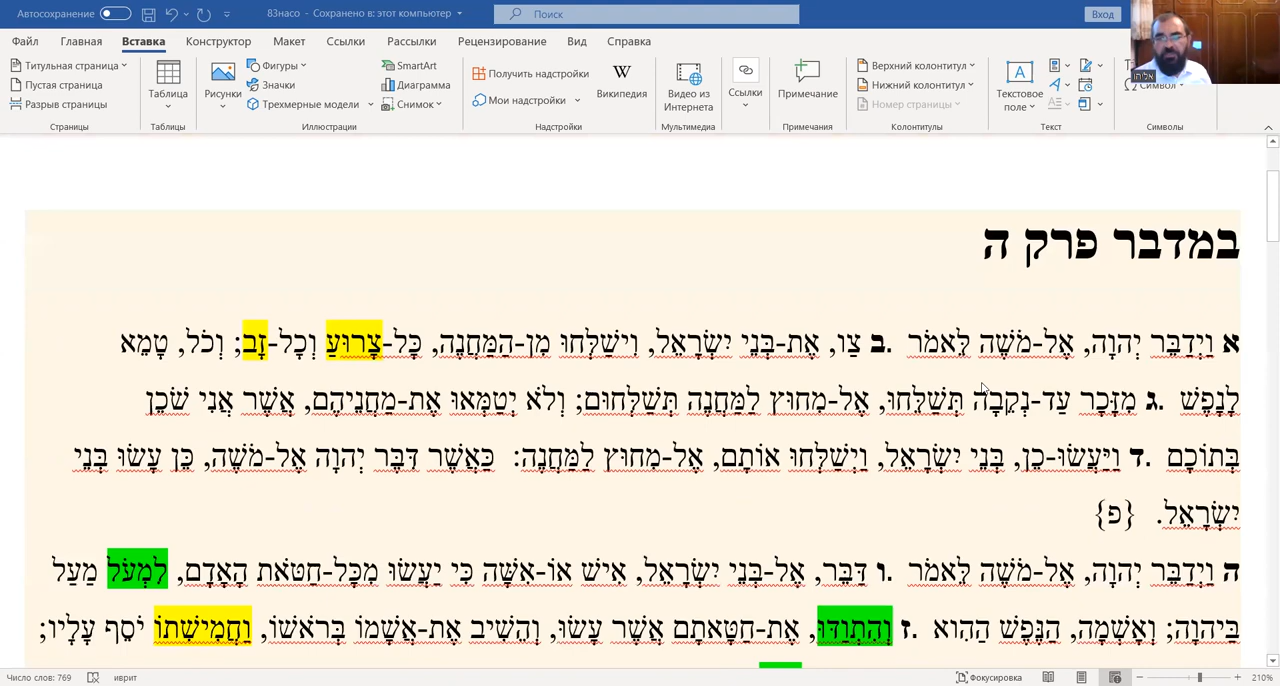 Автосохранение
83насо - Сохранено в: этот компьютер
Поиск
Вход
Файл Главная Вставка Конструктор Макет Ссылки Рассылки Рецензирование Вид Справка
Титульная страница
Пустая страница
Разрыв страницы
Страницы
Таблица
Таблицы
Рисунки
Фигуры
Значки
Трехмерные модели
SmartArt
Диаграмма
Снимок
Иллюстрации
Получить надстройки
Мои надстройки
Википедия
Надстройки
Видео из
Интернета
Мультимедиа
Ссылки
Примечание
Примечания
Верхний колонтитул
Нижний колонтитул
Номер страницы
Колонтитулы
Текстовое
поле
Текст
Символ
Символы
אליהו
במדבר פרק ה
א וַיְדַבֵּר יְהוָה, אֶל-מֹשֶׁה לֵּאמֹר. ב צַו, אֶת-בְּנֵי יִשְׂרָאֵל, וִישַׁלְּחוּ מִן-הַמַּחֲנֶה, כָּל-צָרוּעַ וְכָל-זָב; וְכֹל, טָמֵא
לָנָפֶשׁ. ג מִזָּכָר עַד-נְקֵבָה תְּשַׁלֵּחוּ, אֶל-מִחוּץ לַמַּחֲנֶה תְּשַׁלְּחוּם; וְלֹא יְטַמְּאוּ אֶת-מַחֲנֵיהֶם, אֲשֶׁר אֲנִי שֹׁכֵן
בְּתוֹכָם. ד וַיַּעֲשׂוּ-כֵן, בְּנֵי יִשְׂרָאֵל, וַיְשַׁלְּחוּ אוֹתָם, אֶל-מִחוּץ לַמַּחֲנֶה: כַּאֲשֶׁר דִּבֶּר יְהוָה אֶל-מֹשֶׁה, כֵּן עָשׂוּ בְּנֵי
יִשְׂרָאֵל. {פ}
ה וַיְדַבֵּר יְהוָה, אֶל-מֹשֶׁה לֵּאמֹר. ו דַּבֵּר, אֶל-בְּנֵי יִשְׂרָאֵל, אִישׁ אוֹ-אִשָּׁה כִּי יַעֲשׂוּ מִכָּל-חַטֹּאת הָאָדָם, לִמְעֹל מַעַל
בַּיהוָה; וְאָשְׁמָה, הַנֶּפֶשׁ הַהִוא. ז וְהִתְוַדּוּ, אֶת-חַטָּאתָם אֲשֶׁר עָשׂוּ, וְהֵשִׁיב אֶת-אֲשָׁמוֹ בְּרֹאשׁוֹ, וַחֲמִישִׁתוֹ יֹסֵף עָלָיו;
Число слов: 769
иврит
Фокусировка
210%